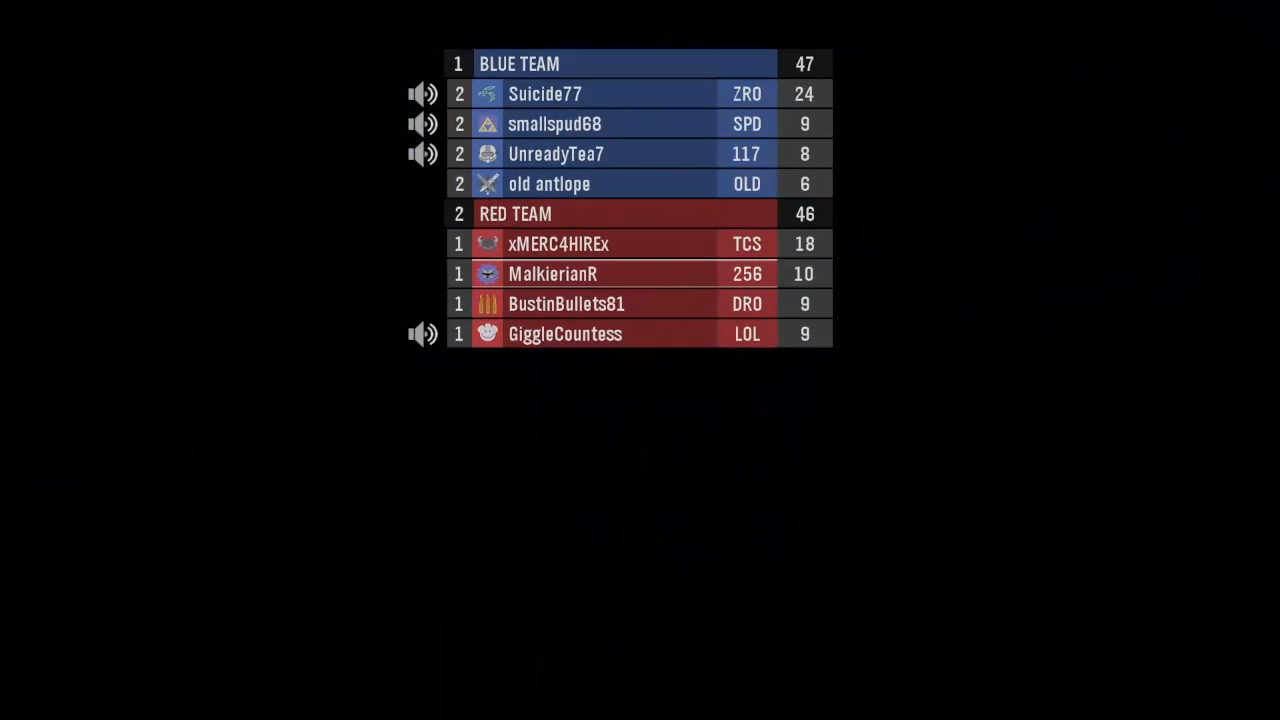 1 BLUE TEAM 47
2 Suicide77 ZRO 24
2 smallspud68 SPD 9
2 UnreadyTea7 117 8
2 old antlope OLD 6
2 RED TEAM 46
1 xMERC4HIREx TCS 18
1 MalkierianR 256 10
1 BustinBullets81 DRO 9
1 GiggleCountess LOL 9